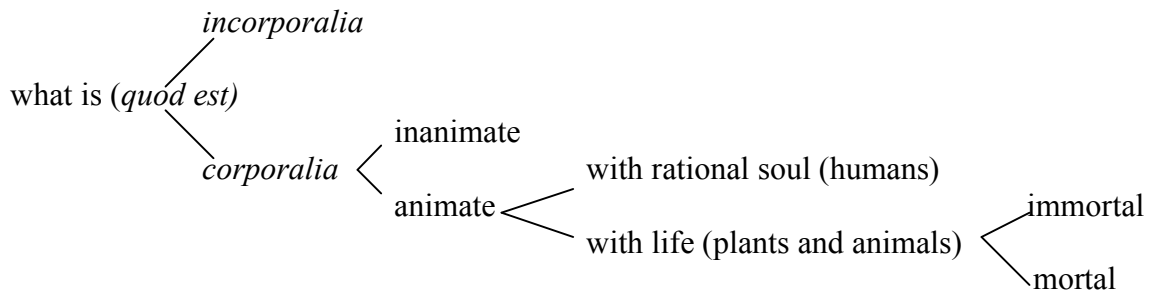 incorporalia
what is (quod est)
inanimate
corporalia
with rational soul (humans)
animate
immortal
with life (plants and animals)
mortal